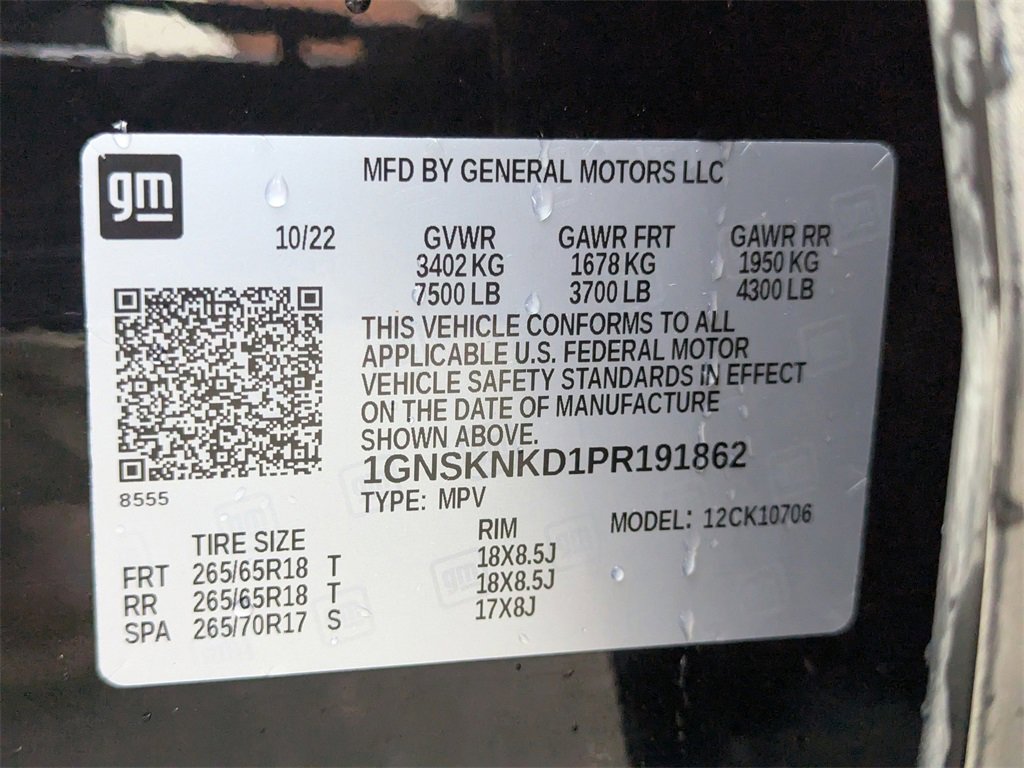 gm
MFD BY GENERAL MOTORS LLC
10/22 GVWR GAWR FRT GAWR RR
3402 KG 1678 KG 1950 KG
7500 LB 3700 LB 4300 LB
THIS VEHICLE CONFORMS TO ALL
APPLICABLE U.S. FEDERAL MOTOR
VEHICLE SAFETY STANDARDS IN EFFECT
ON THE DATE OF MANUFACTURE
SHOWN ABOVE.
1GNSKNKD1PR191862
8555
TYPE: MPV
MODEL: 12CK10706
TIRE SIZE RIM
FRT 265/65R18 T 18X8.5J
RR 265/65R18 T 18X8.5J
SPA 265/70R17 S 17X8J